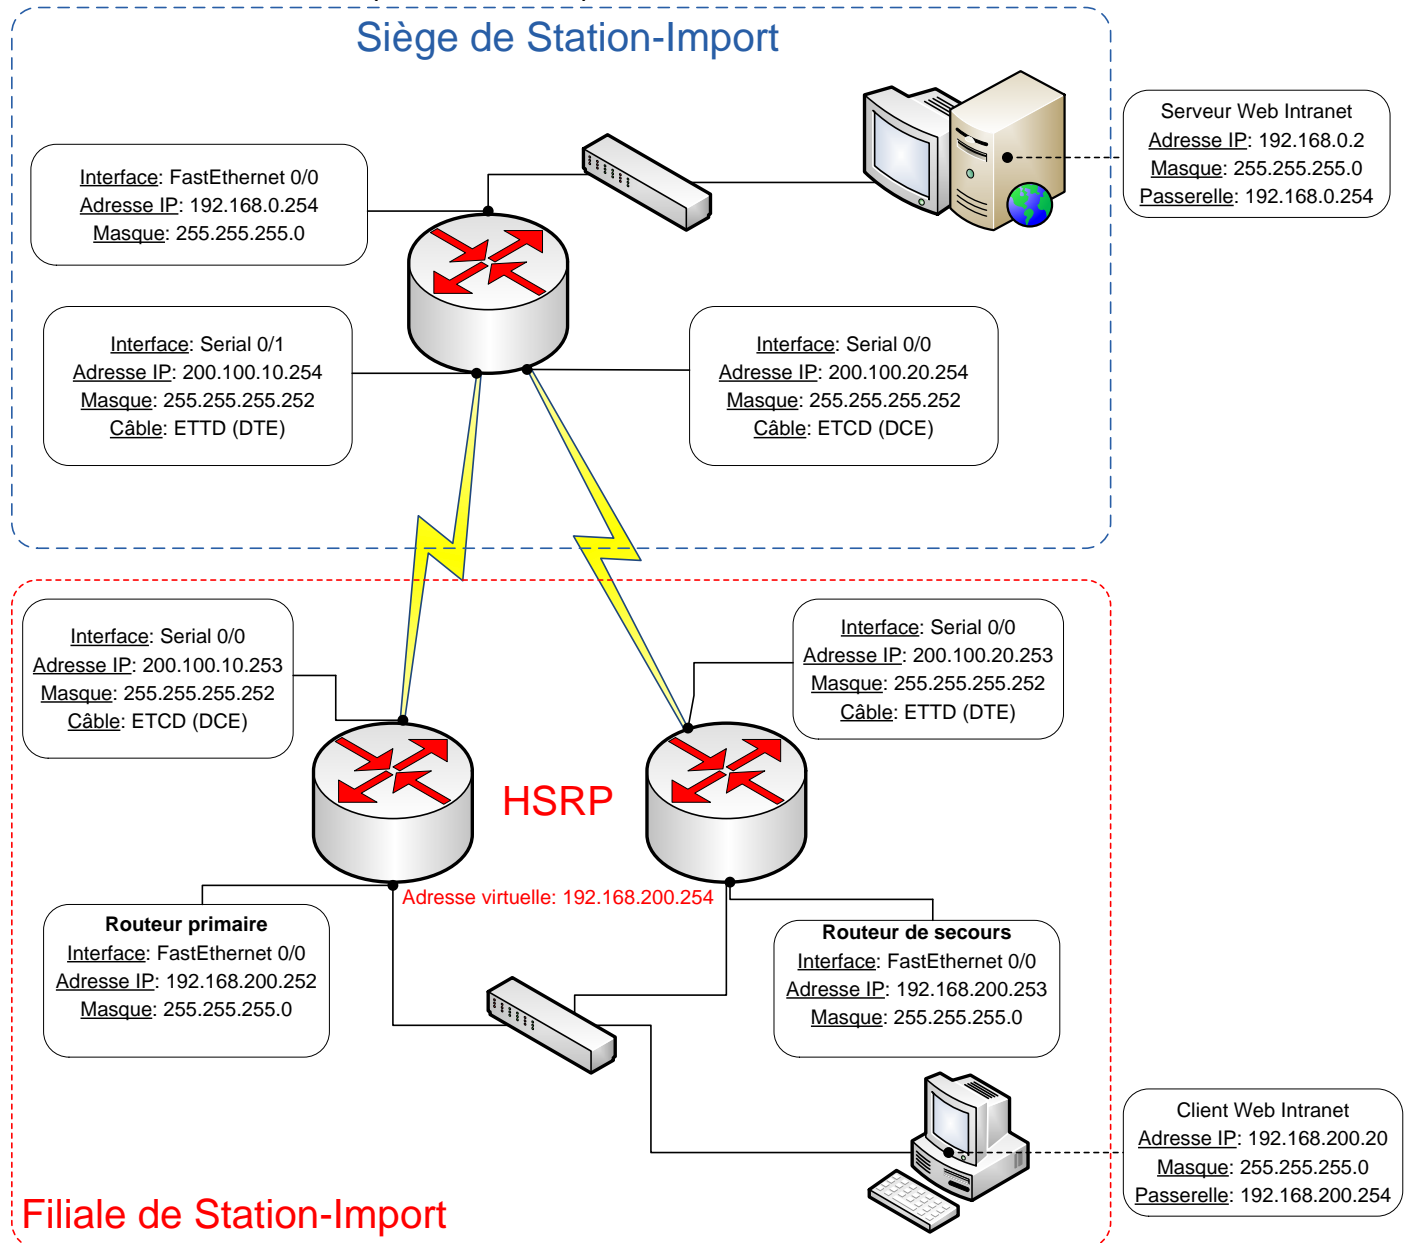 Siège de Station-Import
Serveur Web Intranet
Adresse IP: 192.168.0.2
Masque: 255.255.255.0
Passerelle: 192.168.0.254
Interface: FastEthernet 0/0
Adresse IP: 192.168.0.254
Masque: 255.255.255.0
Interface: Serial 0/1
Adresse IP: 200.100.10.254
Masque: 255.255.255.252
Câble: ETTD (DTE)
Interface: Serial 0/0
Adresse IP: 200.100.20.254
Masque: 255.255.255.252
Câble: ETCD (DCE)
Interface: Serial 0/0
Adresse IP: 200.100.10.253
Masque: 255.255.255.252
Câble: ETCD (DCE)
Interface: Serial 0/0
Adresse IP: 200.100.20.253
Masque: 255.255.255.252
Câble: ETTD (DTE)
HSRP
Adresse virtuelle: 192.168.200.254
Routeur primaire
Interface: FastEthernet 0/0
Adresse IP: 192.168.200.252
Masque: 255.255.255.0
Routeur de secours
Interface: FastEthernet 0/0
Adresse IP: 192.168.200.253
Masque: 255.255.255.0
Client Web Intranet
Adresse IP: 192.168.200.20
Masque: 255.255.255.0
Passerelle: 192.168.200.254
Filiale de Station-Import